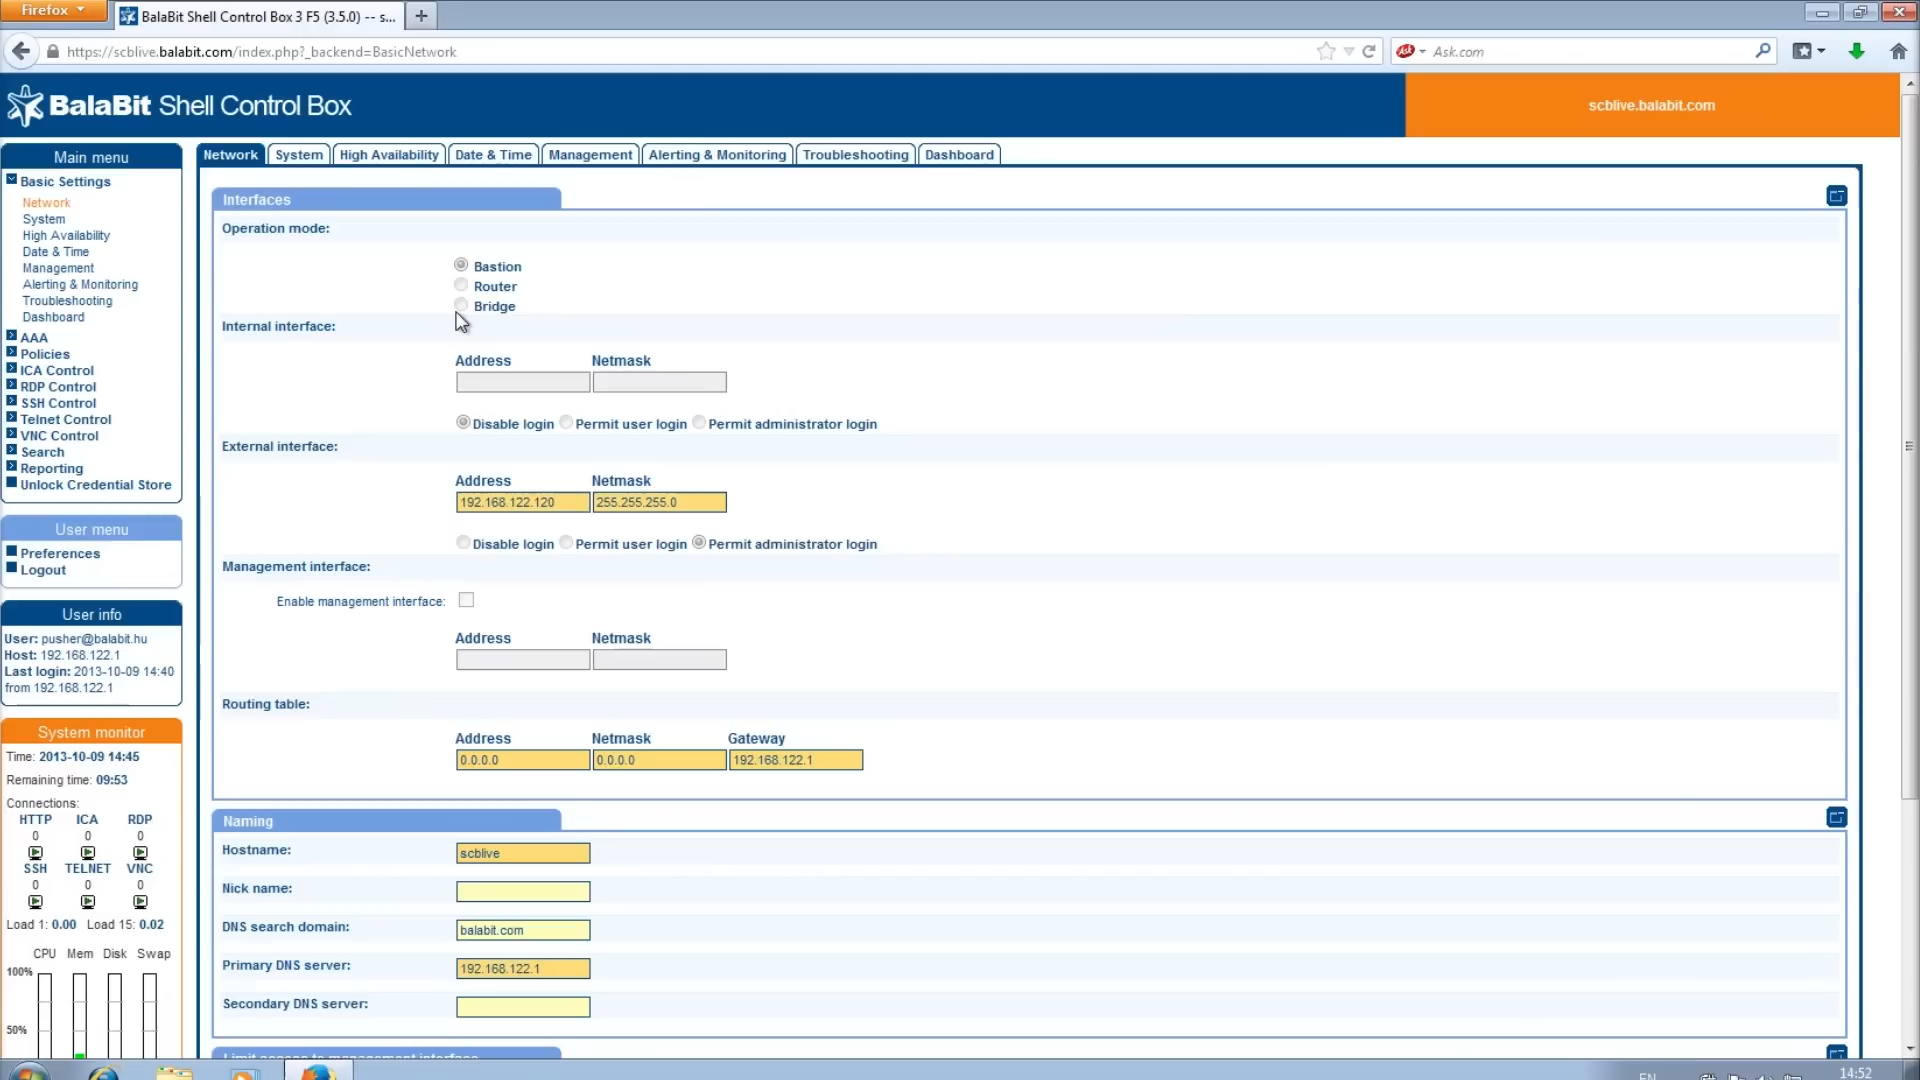 Firefox
BalaBit Shell Control Box 3 F5 (3.5.0) -- s...
https://scblive.balabit.com/index.php?_backend=BasicNetwork
Ask
Ask.com
BalaBit Shell Control Box
scblive.balabit.com
Main menu
Basic Settings
Network
System
High Availability
Date & Time
Management
Alerting & Monitoring
Troubleshooting
Dashboard
AAA
Policies
ICA Control
RDP Control
SSH Control
Telnet Control
VNC Control
Search
Reporting
Unlock Credential Store
User menu
Preferences
Logout
User info
User: pusher@balabit.hu
Host: 192.168.122.1
Last login: 2013-10-09 14:40
from 192.168.122.1
System monitor
Time: 2013-10-09 14:45
Remaining time: 09:53
Connections:
HTTP ICA RDP
0 0 0
SSH TELNET VNC
0 0 0
Load 1: 0.00 Load 15: 0.02
CPU Mem Disk Swap
100%
50%
Network System High Availability Date & Time Management Alerting & Monitoring Troubleshooting Dashboard
Interfaces
Operation mode:
Bastion
Router
Bridge
Internal interface:
Address Netmask
Disable login Permit user login Permit administrator login
External interface:
Address Netmask
192.168.122.120 255.255.255.0
Disable login Permit user login Permit administrator login
Management interface:
Enable management interface:
Address Netmask
Routing table:
Address Netmask Gateway
0.0.0.0 0.0.0.0 192.168.122.1
Naming
Hostname: scblive
Nick name:
DNS search domain: balabit.com
Primary DNS server: 192.168.122.1
Secondary DNS server:
Limit access to management interface
EN 14:52